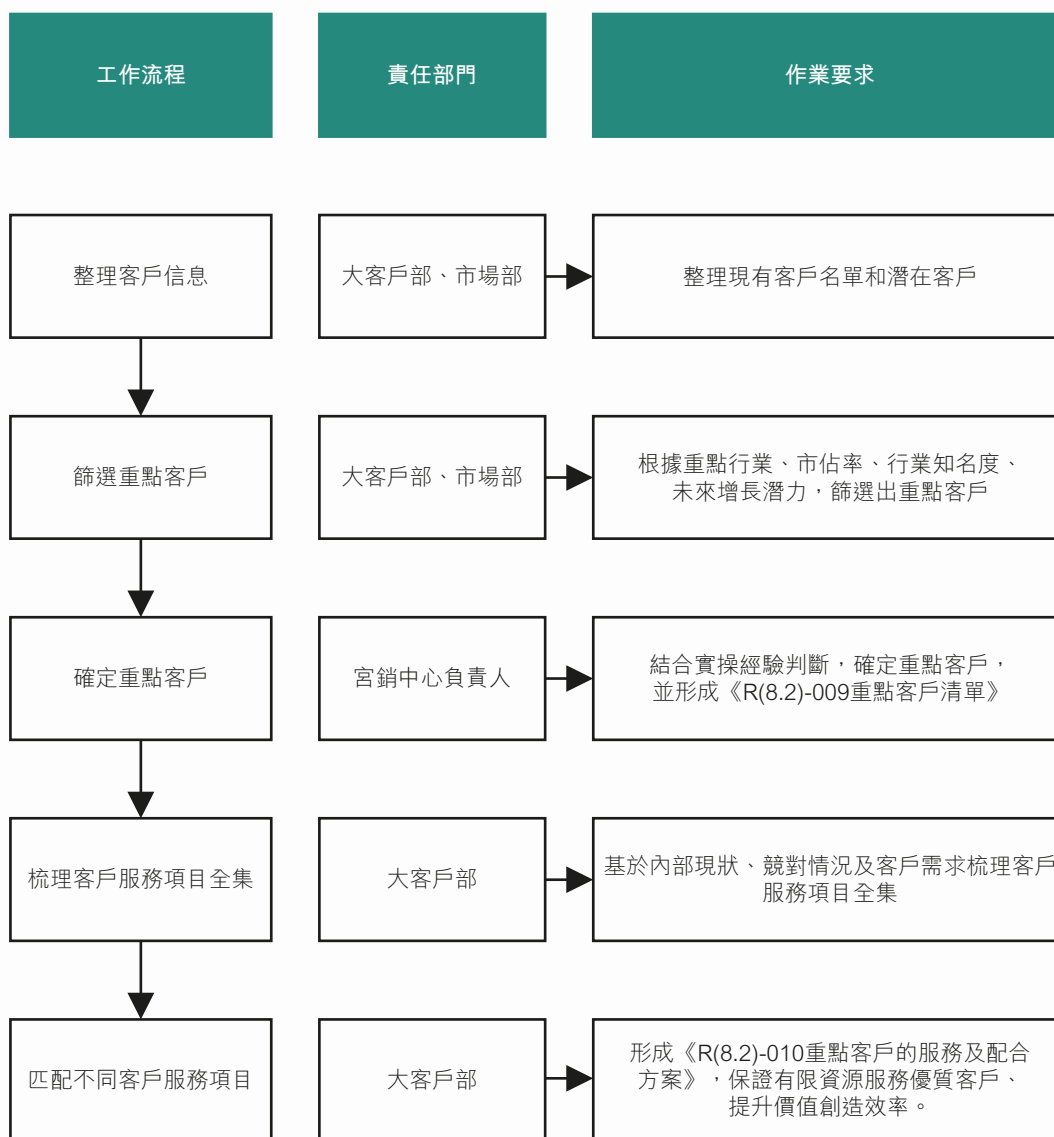 工作流程
責任部門
作業要求
整理客戶信息
大客戶部、市場部
整理現有客戶名單和潛在客戶
篩選重點客戶
大客戶部、市場部
根據重點行業、市佔率、行業知名度、
未來增長潛力，篩選出重點客戶
確定重點客戶
宮銷中心負責人
結合實操經驗判斷，確定重點客戶，
並形成《R(8.2)-009重點客戶清單》
梳理客戶服務項目全集
大客戶部
基於內部現狀、競對情況及客戶需求梳理客戶
服務項目全集
匹配不同客戶服務項目
大客戶部
形成《R(8.2)-010重點客戶的服務及配合
方案》，保證有限資源服務優質客戶、
提升價值創造效率。